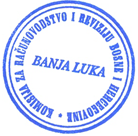 KOMISIJA ZA RAČUNOVODSTVO I REVIZIJU BOSNE I HERCEGOVINE
BANJA LUKA